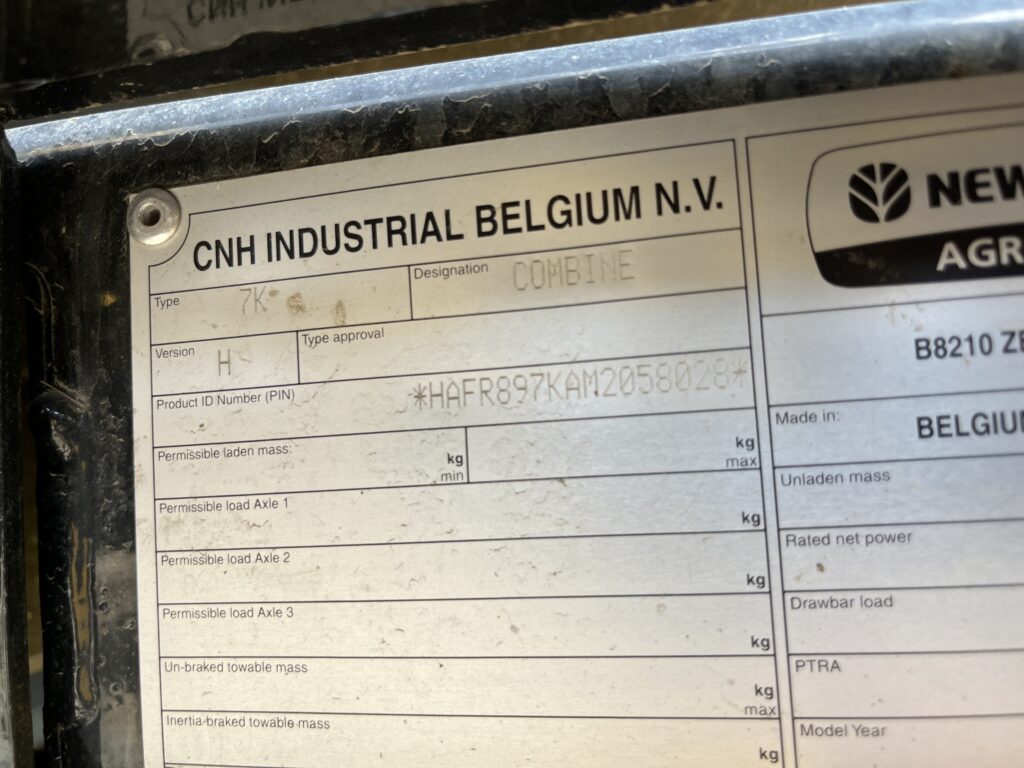 CNH INDUSTRIAL BELGIUM N.V.
Type 7K
Designation COMBINE
Version H
Type approval
Product ID Number (PIN) *HAFR897KAM2058028*
Permissible laden mass: kg min kg max
Permissible load Axle 1 kg
Permissible load Axle 2 kg
Permissible load Axle 3 kg
Un-braked towable mass kg max
Inertia-braked towable mass kg
NEW
AGR
B8210 ZE
Made in: BELGIUM
Unladen mass
Rated net power
Drawbar load
PTRA
Model Year